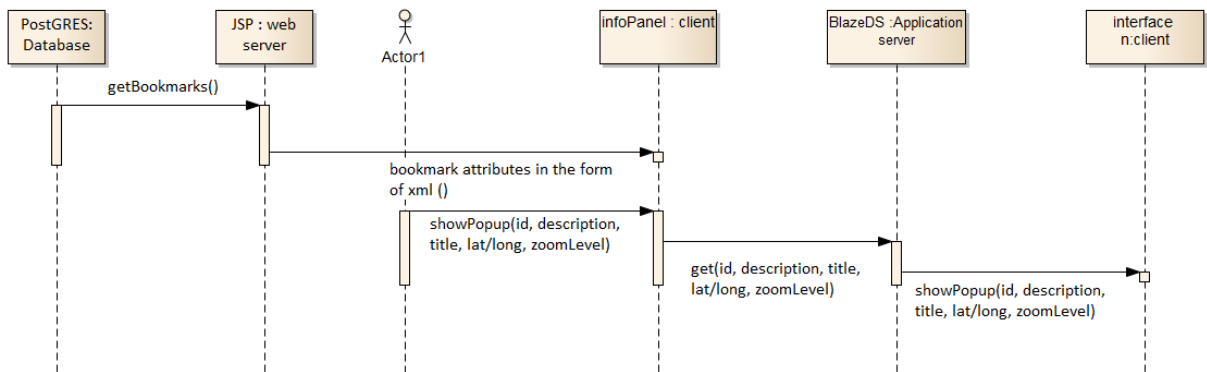 PostGRES:
Database
JSP : web
server
Actor1
infoPanel : client
BlazeDS :Application
server
interface
n:client
getBookmarks()
bookmark attributes in the form
of xml ()
showPopup(id, description,
title, lat/long, zoomLevel)
get(id, description, title,
lat/long, zoomLevel)
showPopup(id, description,
title, lat/long, zoomLevel)